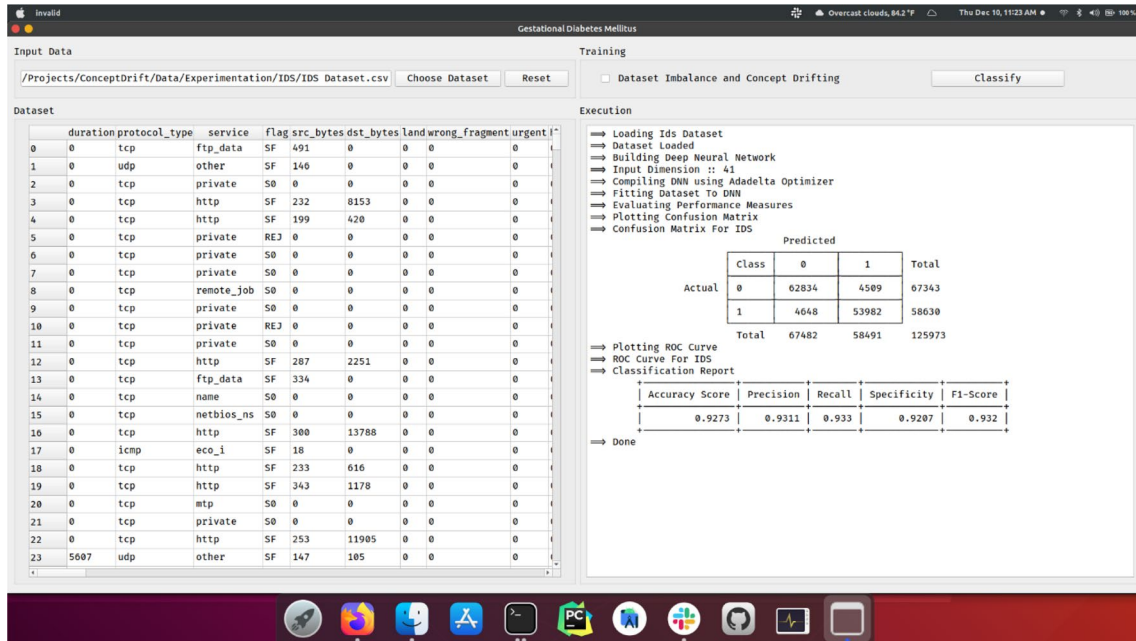 invalid
Overcast clouds, 84.2 °F
Thu Dec 10, 11:23 AM
100%
Gestational Diabetes Mellitus
Input Data
/Projects/ConceptDrift/Data/Experimentation/IDS/IDS Dataset.csv
Choose Dataset
Reset
Training
Dataset Imbalance and Concept Drifting
Classify
Dataset
duration protocol_type service flag src_bytes dst_bytes land wrong_fragment urgent
0 0 tcp ftp_data SF 491 0 0 0 0
1 0 udp other SF 146 0 0 0 0
2 0 tcp private S0 0 0 0 0 0
3 0 tcp http SF 232 8153 0 0 0
4 0 tcp http SF 199 420 0 0 0
5 0 tcp private REJ 0 0 0 0 0
6 0 tcp private S0 0 0 0 0 0
7 0 tcp private S0 0 0 0 0 0
8 0 tcp remote_job S0 0 0 0 0 0
9 0 tcp private S0 0 0 0 0 0
10 0 tcp private REJ 0 0 0 0 0
11 0 tcp private S0 0 0 0 0 0
12 0 tcp http SF 287 2251 0 0 0
13 0 tcp ftp_data SF 334 0 0 0 0
14 0 tcp name S0 0 0 0 0 0
15 0 tcp netbios_ns S0 0 0 0 0 0
16 0 tcp http SF 300 13788 0 0 0
17 0 icmp eco_i SF 18 0 0 0 0
18 0 tcp http SF 233 616 0 0 0
19 0 tcp http SF 343 1178 0 0 0
20 0 tcp mtp S0 0 0 0 0 0
21 0 tcp private S0 0 0 0 0 0
22 0 tcp http SF 253 11905 0 0 0
23 5607 udp other SF 147 105 0 0 0
Execution
⟹ Loading Ids Dataset
⟹ Dataset Loaded
⟹ Building Deep Neural Network
⟹ Input Dimension :: 41
⟹ Compiling DNN using Adadelta Optimizer
⟹ Fitting Dataset To DNN
⟹ Evaluating Performance Measures
⟹ Plotting Confusion Matrix
⟹ Confusion Matrix For IDS
Predicted
Class 0 1 Total
Actual 0 62834 4509 67343
1 4648 53982 58630
Total 67482 58491 125973
⟹ Plotting ROC Curve
⟹ ROC Curve For IDS
⟹ Classification Report
Accuracy Score | Precision | Recall | Specificity | F1-Score
0.9273 | 0.9311 | 0.933 | 0.9207 | 0.932
⟹ Done
>_
PC